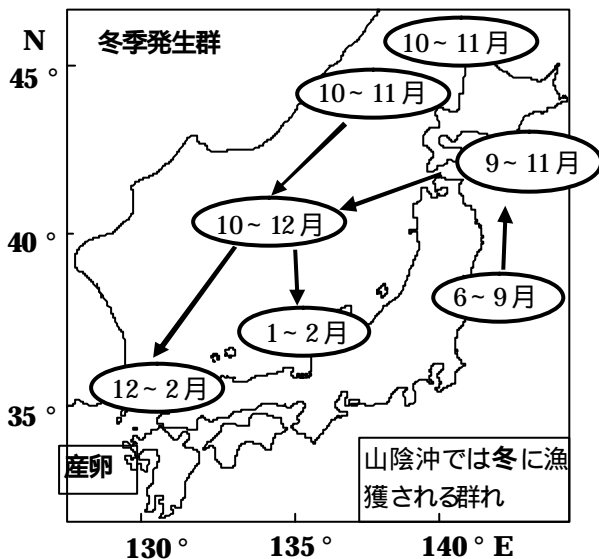 N
冬季発生群
10~11月
45°
10~11月
9~11月
10~12月
40°
6~9月
1~2月
12~2月
35°
産卵
山陰沖では冬に漁
獲される群れ
130°
135°
140° E